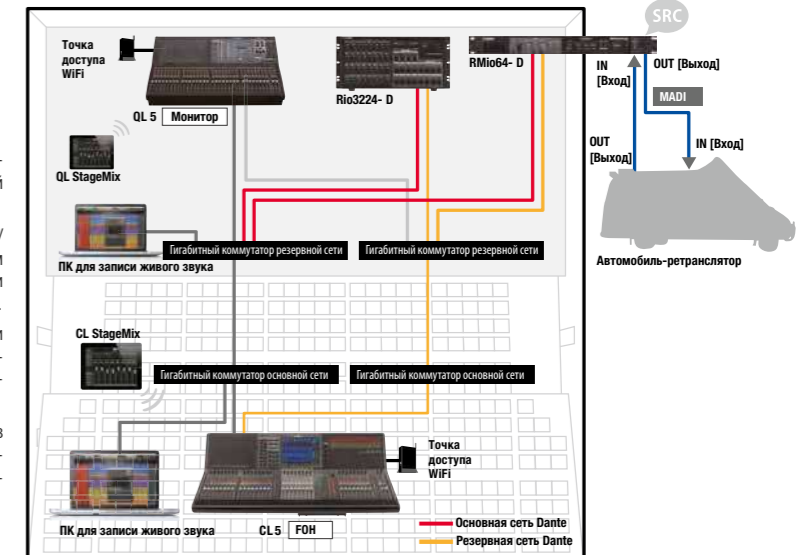 SRC
Точка
доступа
WiFi
RMio64- D
IN
[Вход]
OUT [Выход]
MADI
Rio3224- D
QL 5 Монитор
OUT
[Выход]
IN [Вход]
QL StageMix
Гигабитный коммутатор резервной сети
Гигабитный коммутатор резервной сети
ПК для записи живого звука
Автомобиль-ретранслятор
CL StageMix
Гигабитный коммутатор основной сети
Гигабитный коммутатор основной сети
Точка
доступа
WiFi
ПК для записи живого звука
CL5 FOH
Основная сеть Dante
Резервная сеть Dante